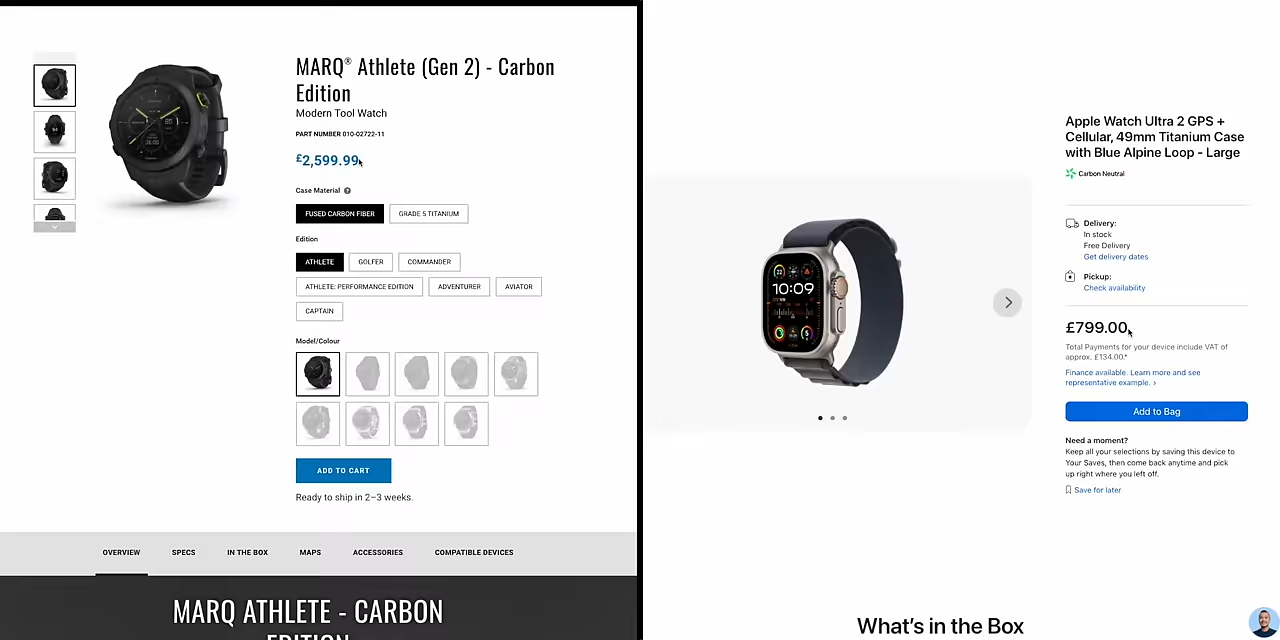 MARQ® Athlete (Gen 2) - Carbon
Edition
Modern Tool Watch
PART NUMBER 010-02722-11
£2,599.99
Case Material ?
FUSED CARBON FIBER
GRADE 5 TITANIUM
Edition
ATHLETE
GOLFER
COMMANDER
ATHLETE: PERFORMANCE EDITION
ADVENTURER
AVIATOR
CAPTAIN
Model/Colour
ADD TO CART
Ready to ship in 2–3 weeks.
OVERVIEW
SPECS
IN THE BOX
MAPS
ACCESSORIES
COMPATIBLE DEVICES
MARQ ATHLETE - CARBON
EDITION
10:09
Apple Watch Ultra 2 GPS +
Cellular, 49mm Titanium Case
with Blue Alpine Loop - Large
Carbon Neutral
Delivery:
In stock
Free Delivery
Get delivery dates
Pickup:
Check availability
£799.00
Total Payments for your device include VAT of
approx. £134.00.*
Finance available. Learn more and see
representative example. ›
Add to Bag
Need a moment?
Keep all your selections by saving this device to
Your Saves, then come back anytime and pick
up right where you left off.
Save for later
What's in the Box